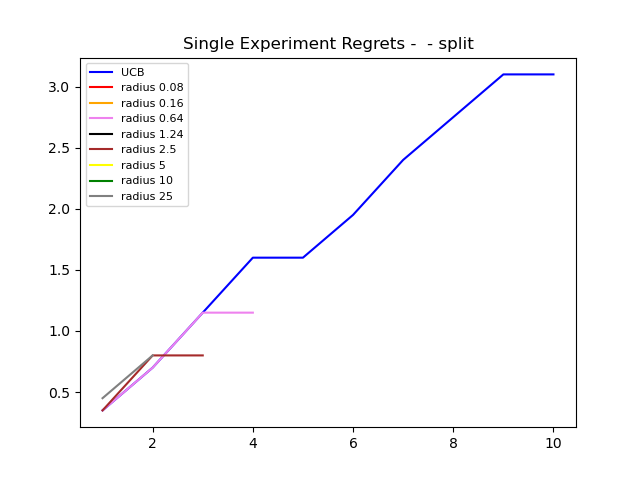 Single Experiment Regrets -  - split
UCB
radius 0.08
radius 0.16
radius 0.64
radius 1.24
radius 2.5
radius 5
radius 10
radius 25
3.0
2.5
2.0
1.5
1.0
0.5
2 4 6 8 10